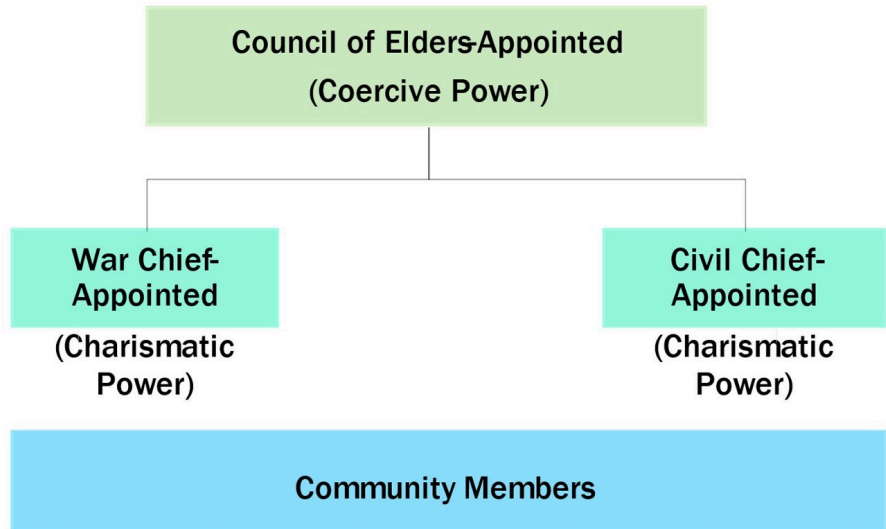 Council of Elders-Appointed
(Coercive Power)
War Chief-
Appointed
(Charismatic
Power)
Civil Chief-
Appointed
(Charismatic
Power)
Community Members